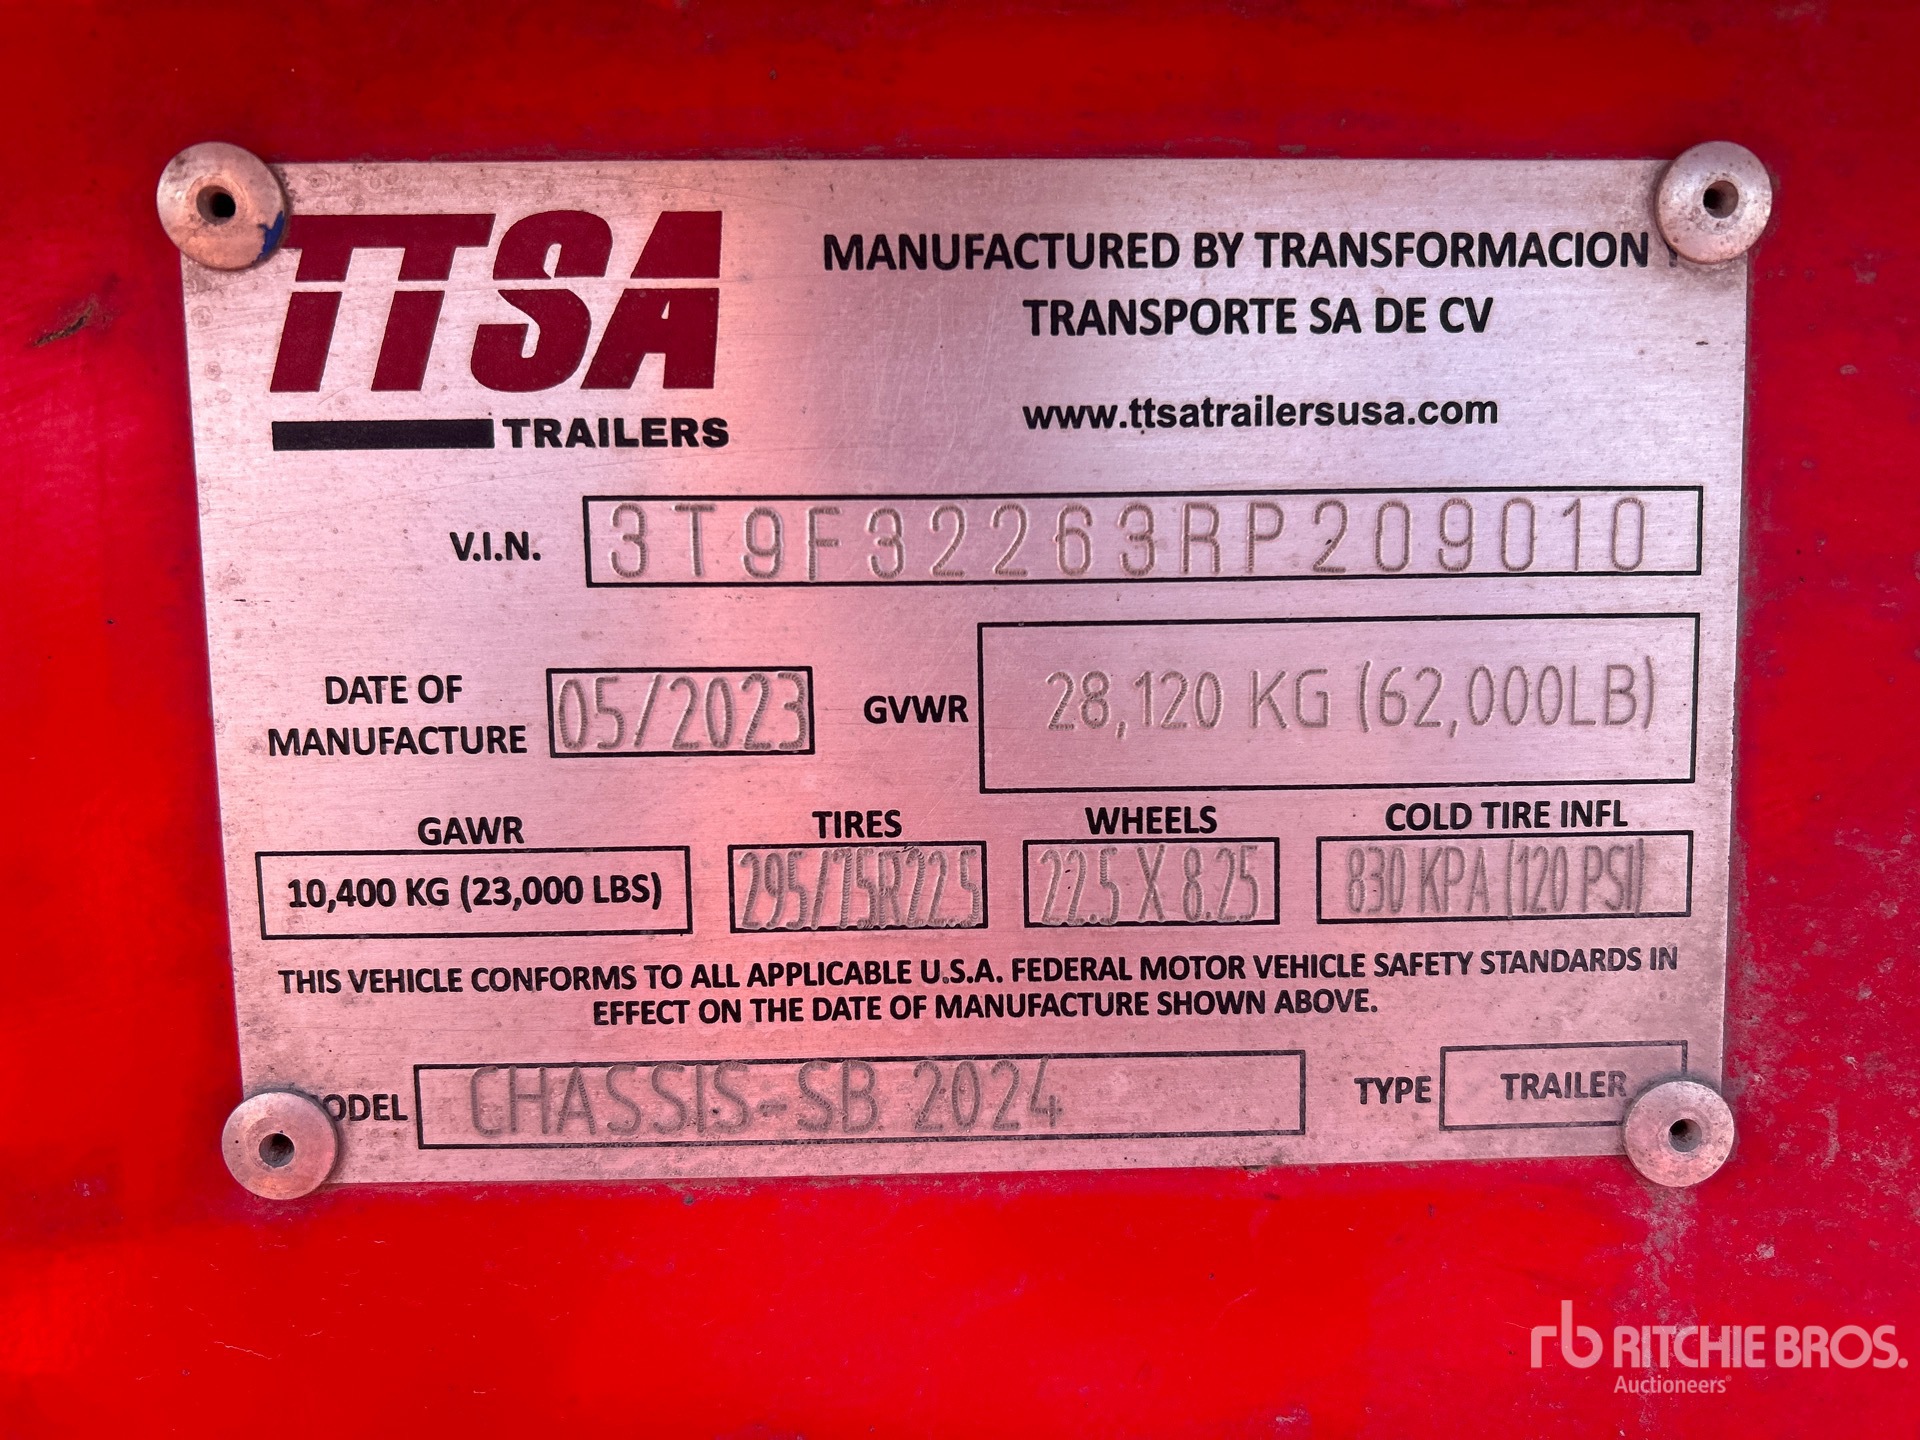 TTSA
TRAILERS
MANUFACTURED BY TRANSFORMACION
TRANSPORTE SA DE CV
www.ttsatrailersusa.com
V.I.N. 3T9F32263RP209010
DATE OF
MANUFACTURE 05/2023
GVWR 28,120 KG (62,000LB)
GAWR TIRES WHEELS COLD TIRE INFL
10,400 KG (23,000 LBS) 295/75R22.5 22.5 X 8.25 830 KPA (120 PSI)
THIS VEHICLE CONFORMS TO ALL APPLICABLE U.S.A. FEDERAL MOTOR VEHICLE SAFETY STANDARDS IN
EFFECT ON THE DATE OF MANUFACTURE SHOWN ABOVE.
MODEL CHASSIS-SB 2024 TYPE TRAILER
rb RITCHIE BROS.
Auctioneers